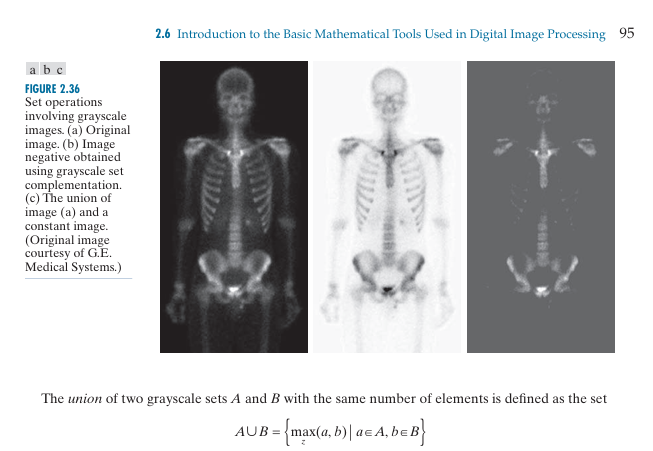 2.6 Introduction to the Basic Mathematical Tools Used in Digital Image Processing 95
a b c
FIGURE 2.36
Set operations
involving grayscale
images. (a) Original
image. (b) Image
negative obtained
using grayscale set
complementation.
(c) The union of
image (a) and a
constant image.
(Original image
courtesy of G.E.
Medical Systems.)
The union of two grayscale sets A and B with the same number of elements is defined as the set
A∪B = {max(a, b) | a∈A, b∈B}
z